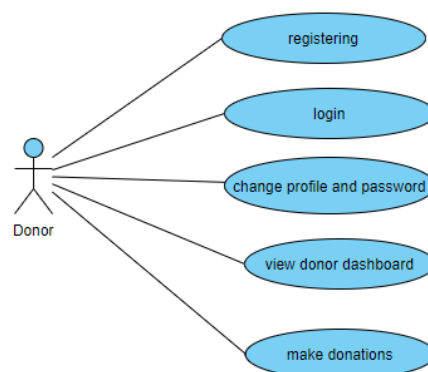 registering
login
change profile and password
Donor
view donor dashboard
make donations